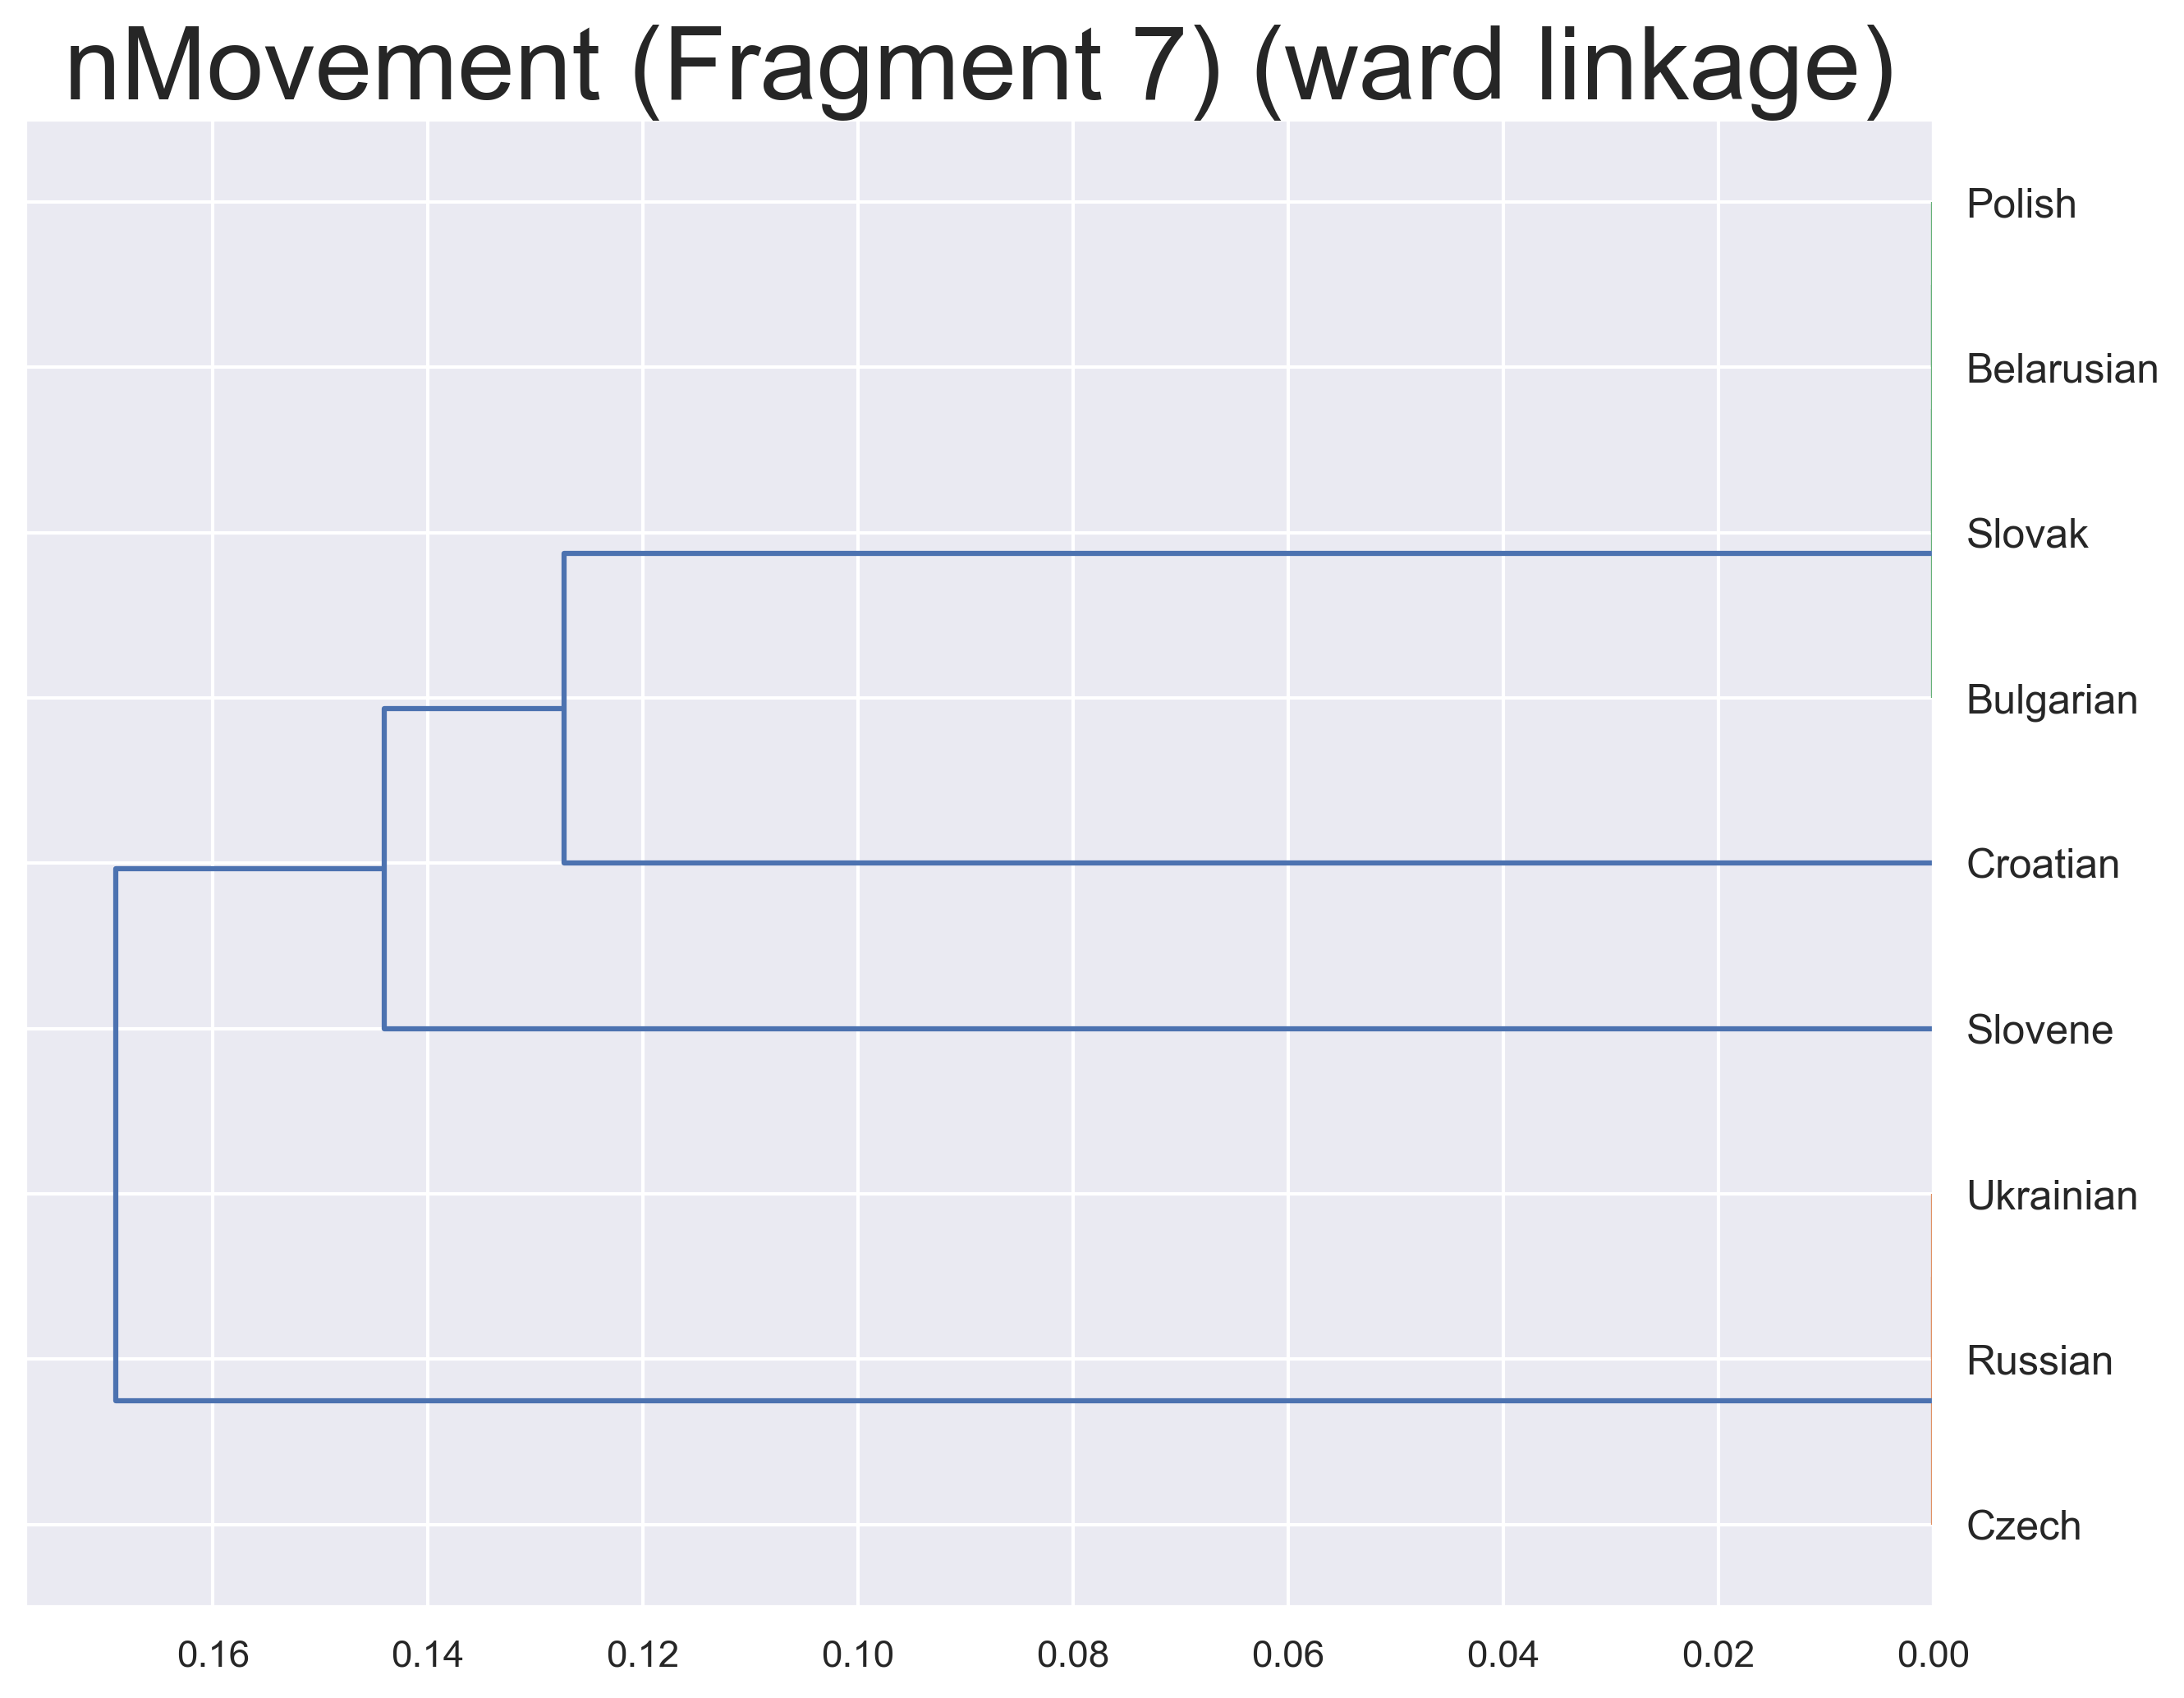 nMovement (Fragment 7) (ward linkage)
Polish
Belarusian
Slovak
Bulgarian
Croatian
Slovene
Ukrainian
Russian
Czech
0.16 0.14 0.12 0.10 0.08 0.06 0.04 0.02 0.00